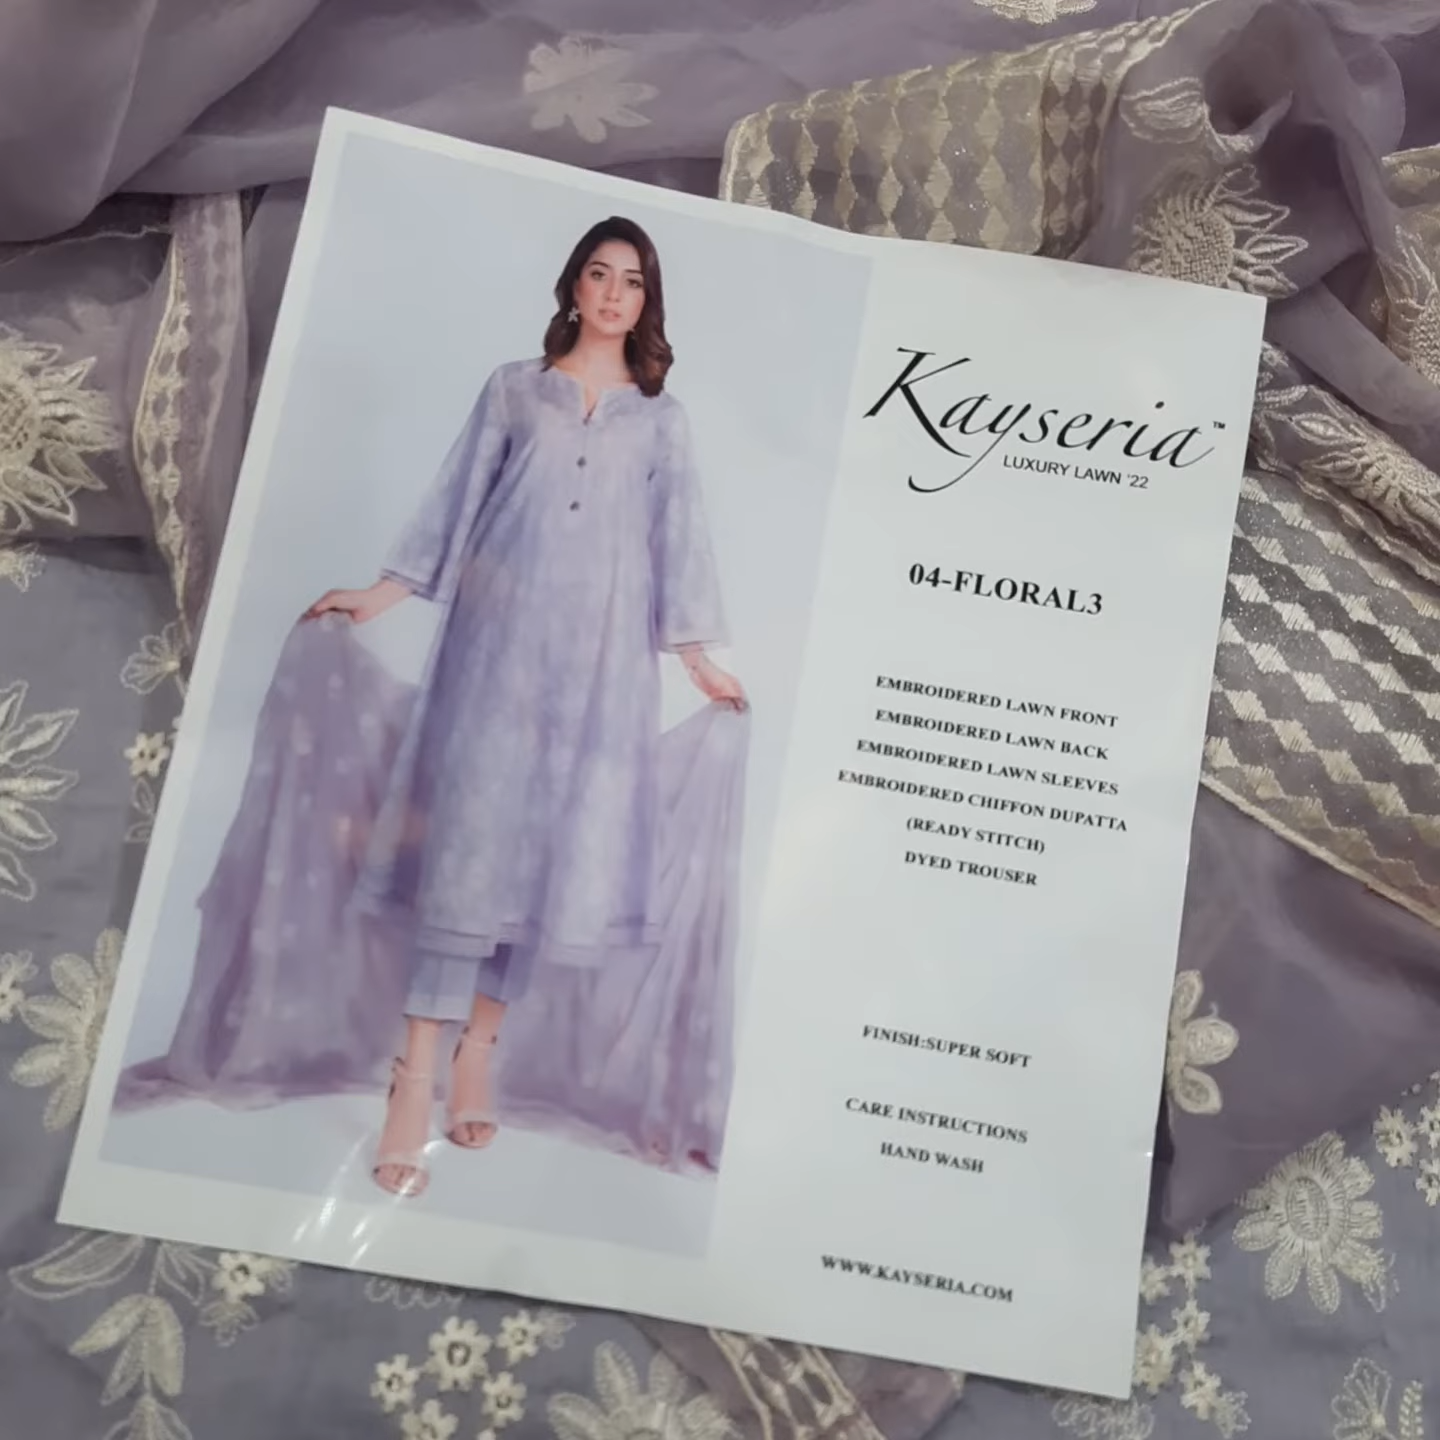 Kayseria™
LUXURY LAWN '22
04-FLORAL3
EMBROIDERED LAWN FRONT
EMBROIDERED LAWN BACK
EMBROIDERED LAWN SLEEVES
EMBROIDERED CHIFFON DUPATTA
(READY STITCH)
DYED TROUSER
FINISH:SUPER SOFT
CARE INSTRUCTIONS
HAND WASH
WWW.KAYSERIA.COM